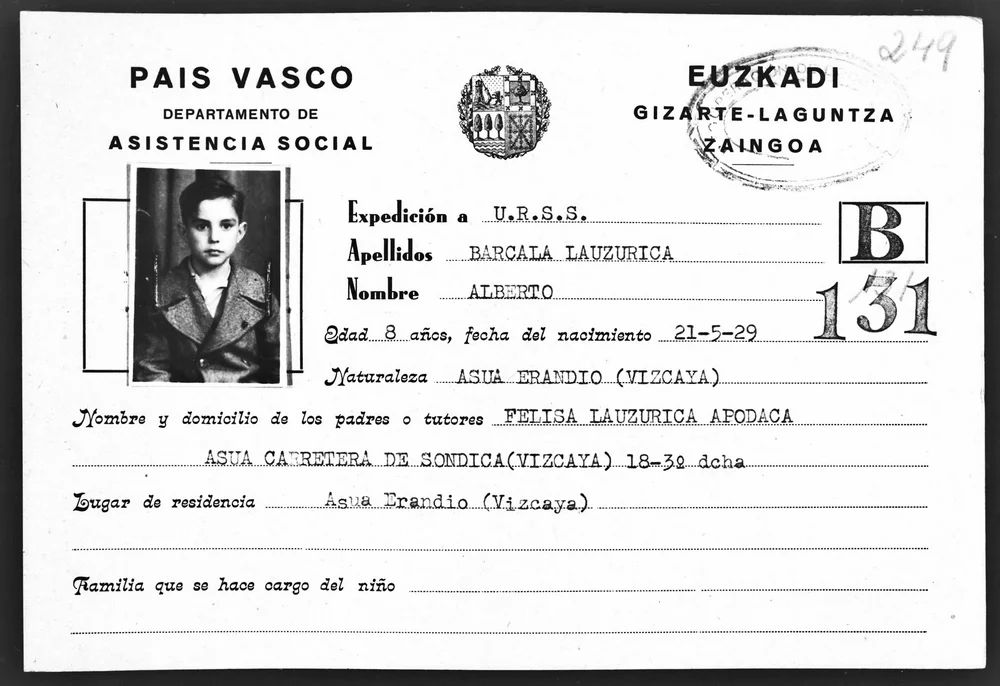 249
PAIS VASCO
DEPARTAMENTO DE
ASISTENCIA SOCIAL
EUZKADI
GIZARTE-LAGUNTZA
ZAINGOA
Expedición a U.R.S.S.
B
Apellidos BARCALA LAUZURICA
Nombre ALBERTO
131
Edad 8 años, fecha del nacimiento 21-5-29
Naturaleza ASUA ERANDIO (VIZCAYA)
Nombre y domicilio de los padres o tutores FELISA LAUZURICA APODACA
ASUA CARRETERA DE SONDICA(VIZCAYA) 18-3º dcha
Lugar de residencia Asua Erandio (Vizcaya)
Familia que se hace cargo del niño